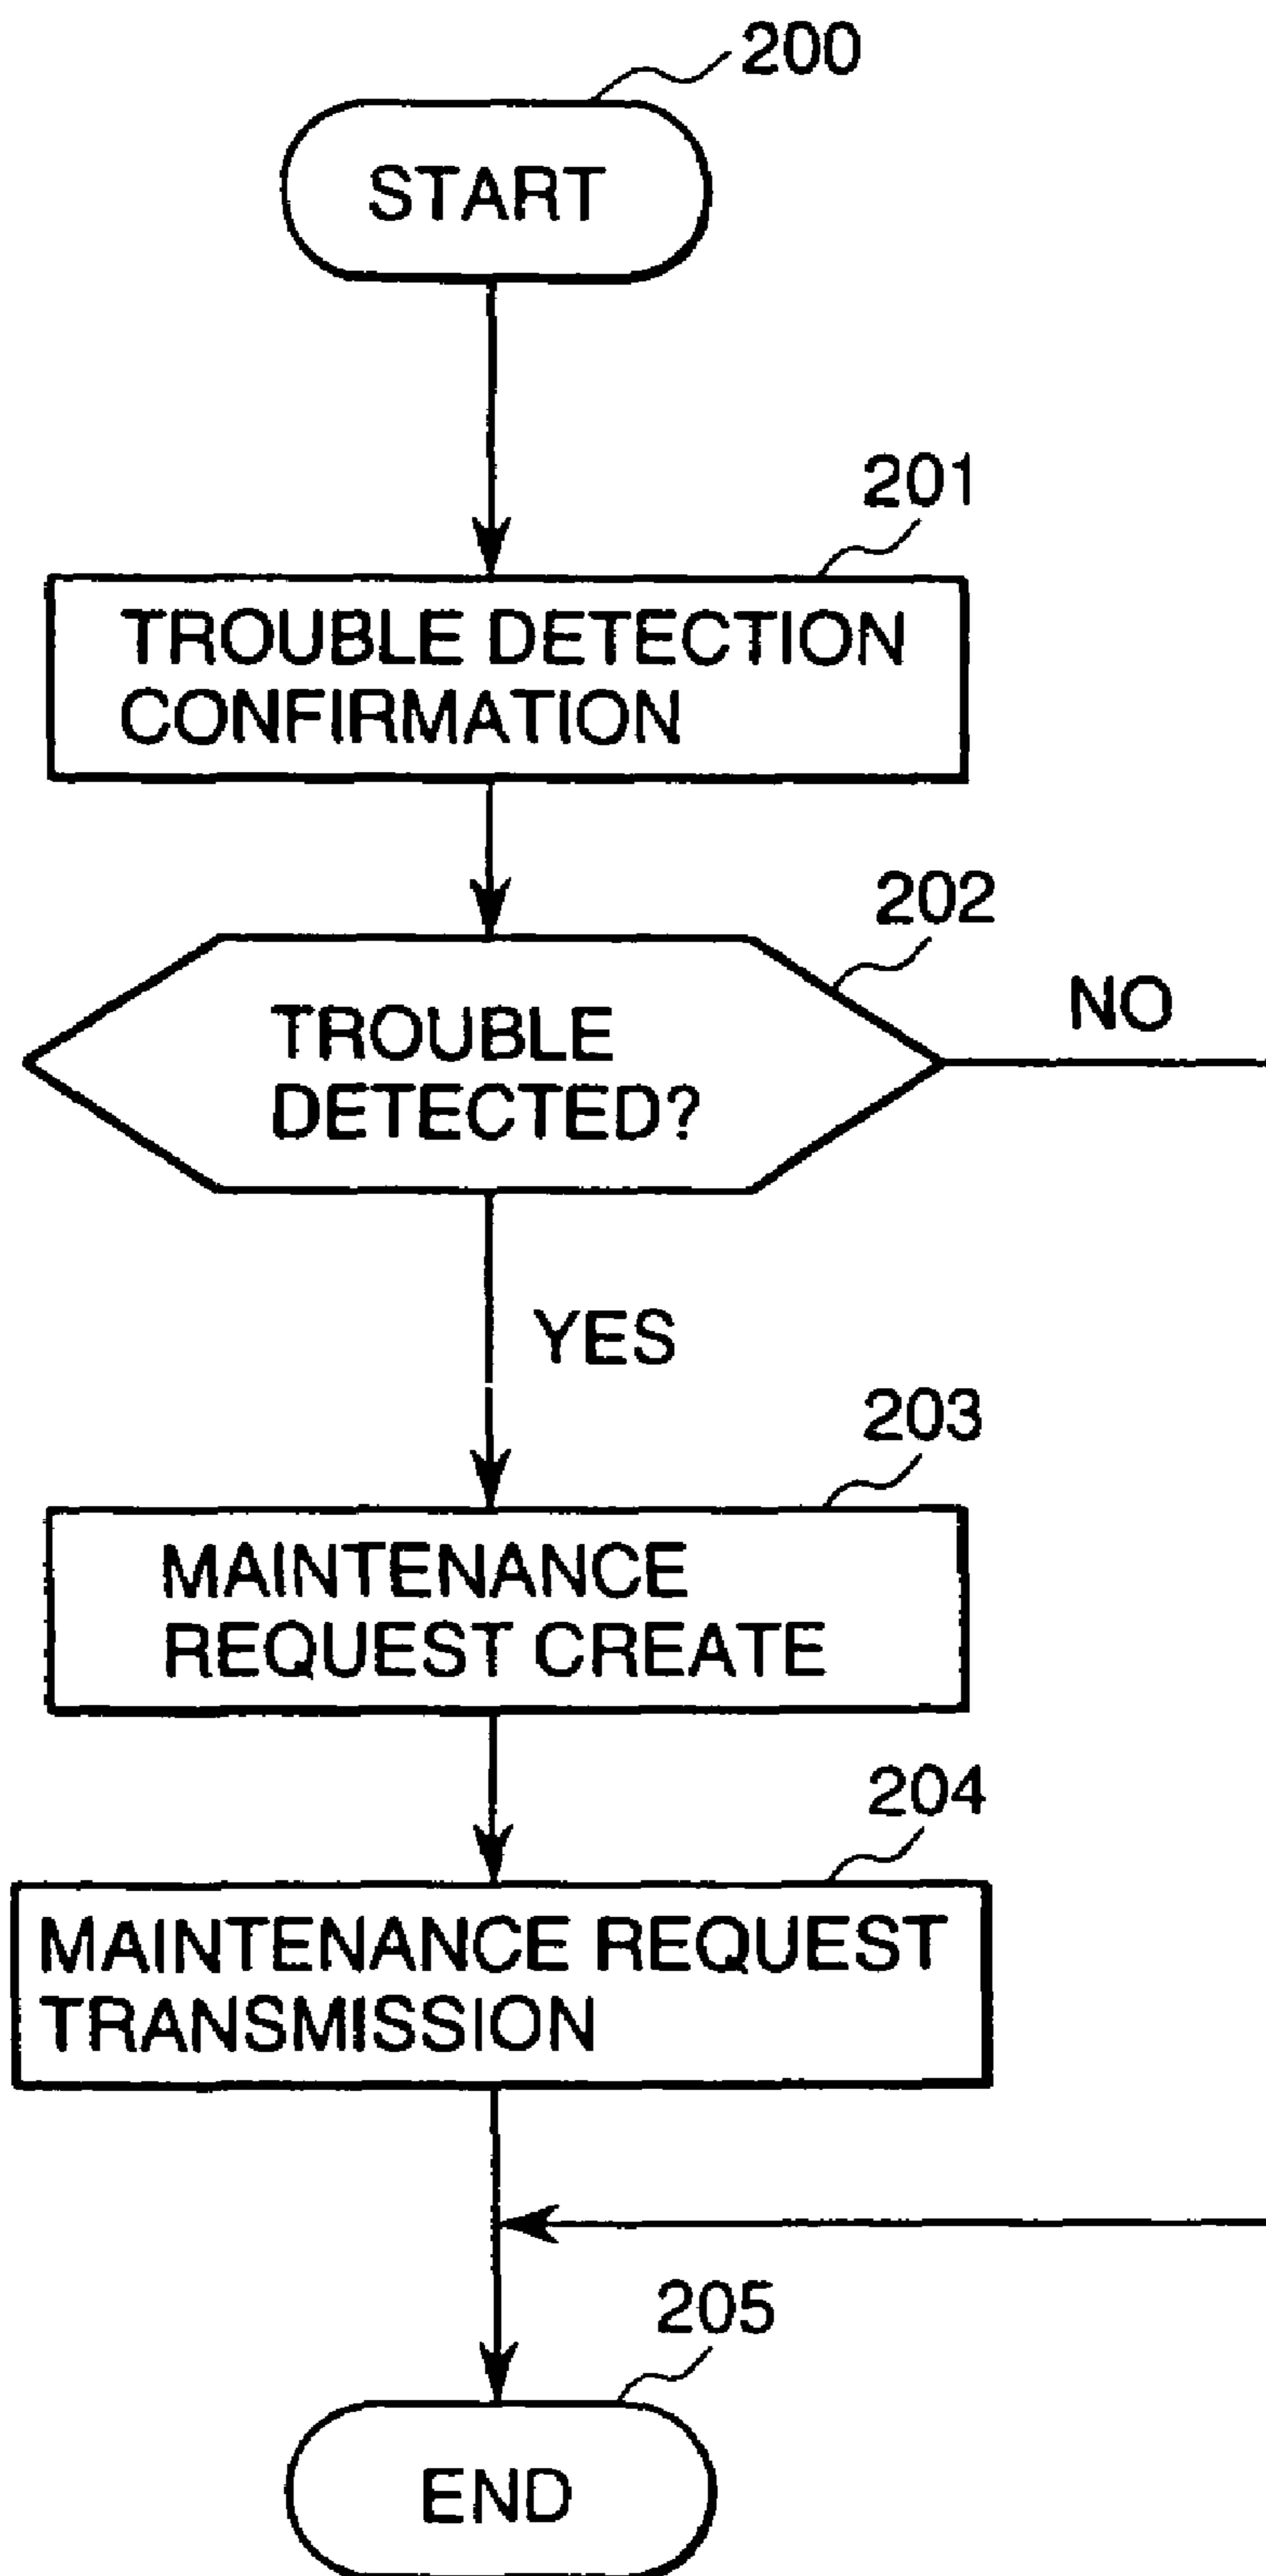 200
START
201
TROUBLE DETECTION
CONFIRMATION
202
TROUBLE
DETECTED?
NO
YES
203
MAINTENANCE
REQUEST CREATE
204
MAINTENANCE REQUEST
TRANSMISSION
205
END